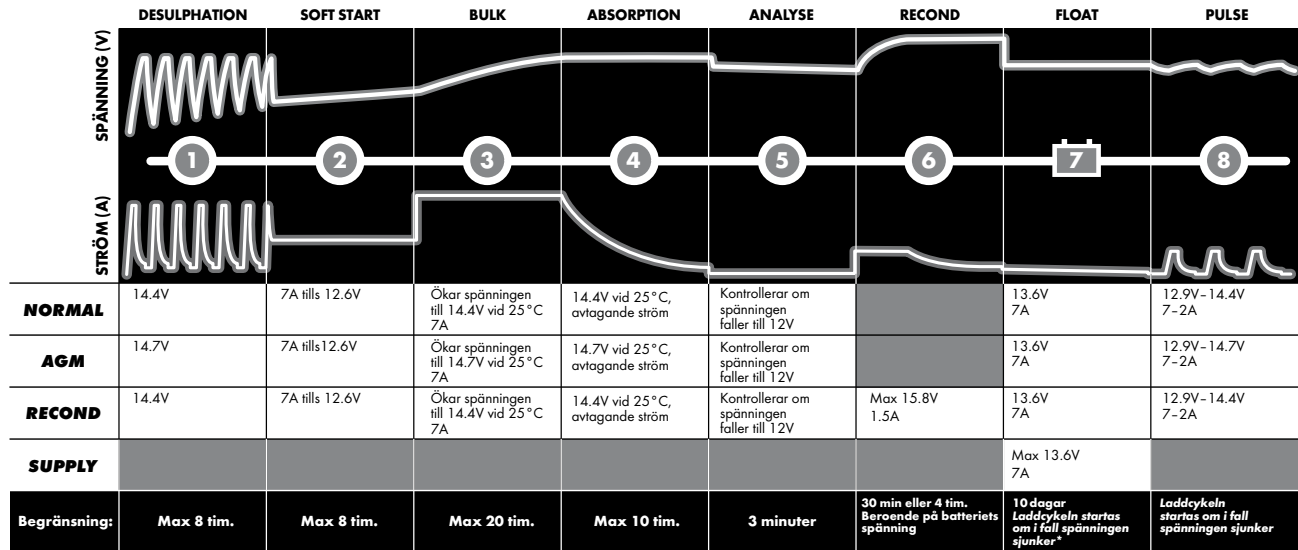 DESULPHATION SOFT START BULK ABSORPTION ANALYSE RECOND FLOAT PULSE
SPÄNNING (V)
1 2 3 4 5 6 7 8
STRÖM (A)
NORMAL
14.4V
7A tills 12.6V
Ökar spänningen
till 14.4V vid 25°C
7A
14.4V vid 25°C,
avtagande ström
Kontrollerar om
spänningen
faller till 12V
13.6V
7A
12.9V–14.4V
7–2A
AGM
14.7V
7A tills12.6V
Ökar spänningen
till 14.7V vid 25°C
7A
14.7V vid 25°C,
avtagande ström
Kontrollerar om
spänningen
faller till 12V
13.6V
7A
12.9V–14.7V
7–2A
RECOND
14.4V
7A tills 12.6V
Ökar spänningen
till 14.4V vid 25°C
7A
14.4V vid 25°C,
avtagande ström
Kontrollerar om
spänningen
faller till 12V
Max 15.8V
1.5A
13.6V
7A
12.9V–14.4V
7–2A
SUPPLY
Max 13.6V
7A
Begränsning:
Max 8 tim.
Max 8 tim.
Max 20 tim.
Max 10 tim.
3 minuter
30 min eller 4 tim.
Beroende på batteriets
spänning
10 dagar
Laddcykeln startas
om i fall spänningen
sjunker*
Laddcykeln
startas om i fall
spänningen sjunker